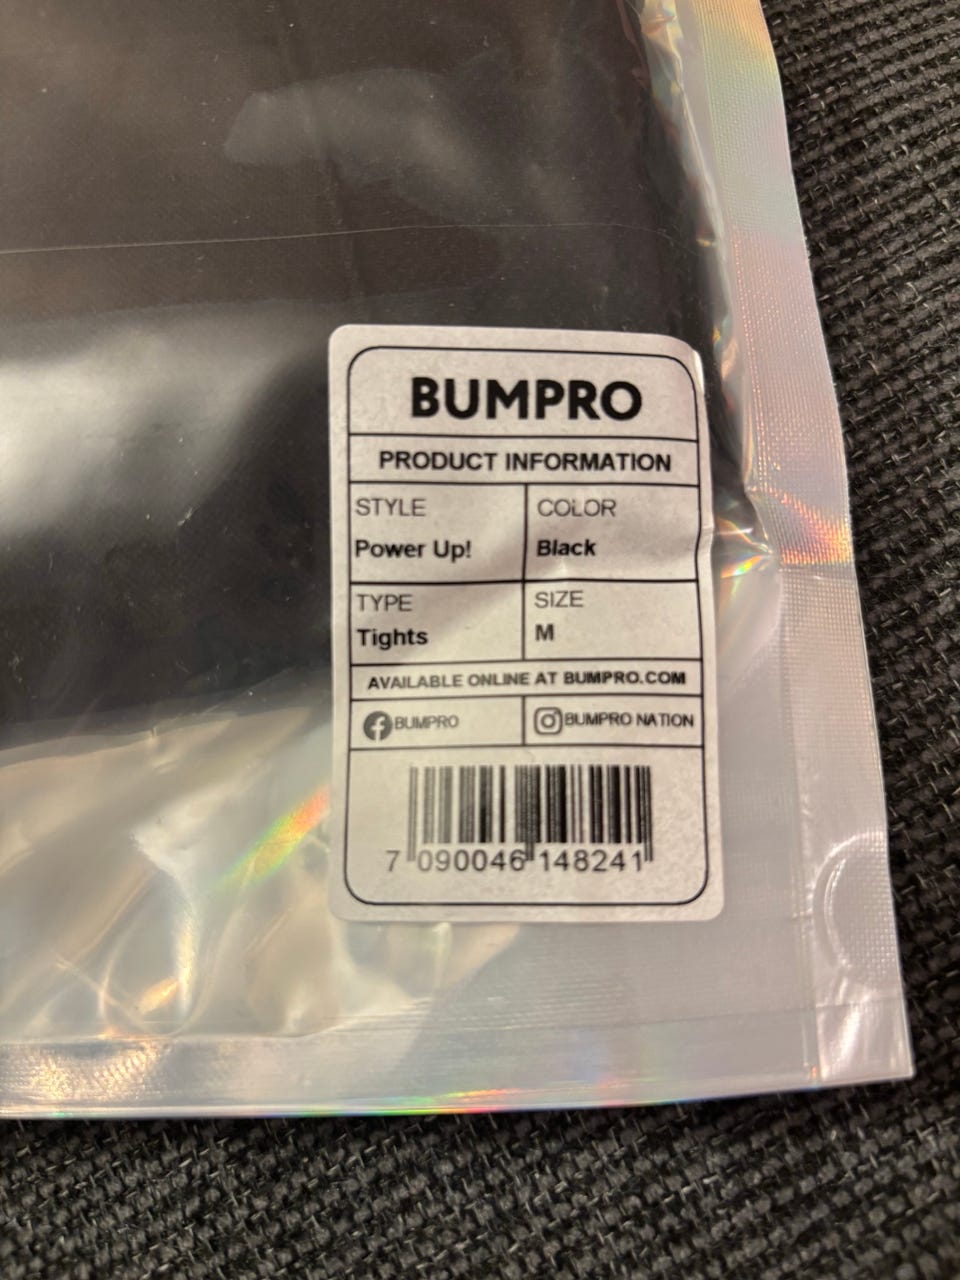 BUMPRO
PRODUCT INFORMATION
STYLE
Power Up!
COLOR
Black
TYPE
Tights
SIZE
M
AVAILABLE ONLINE AT BUMPRO.COM
BUMPRO
BUMPRO NATION
7 090046 148241